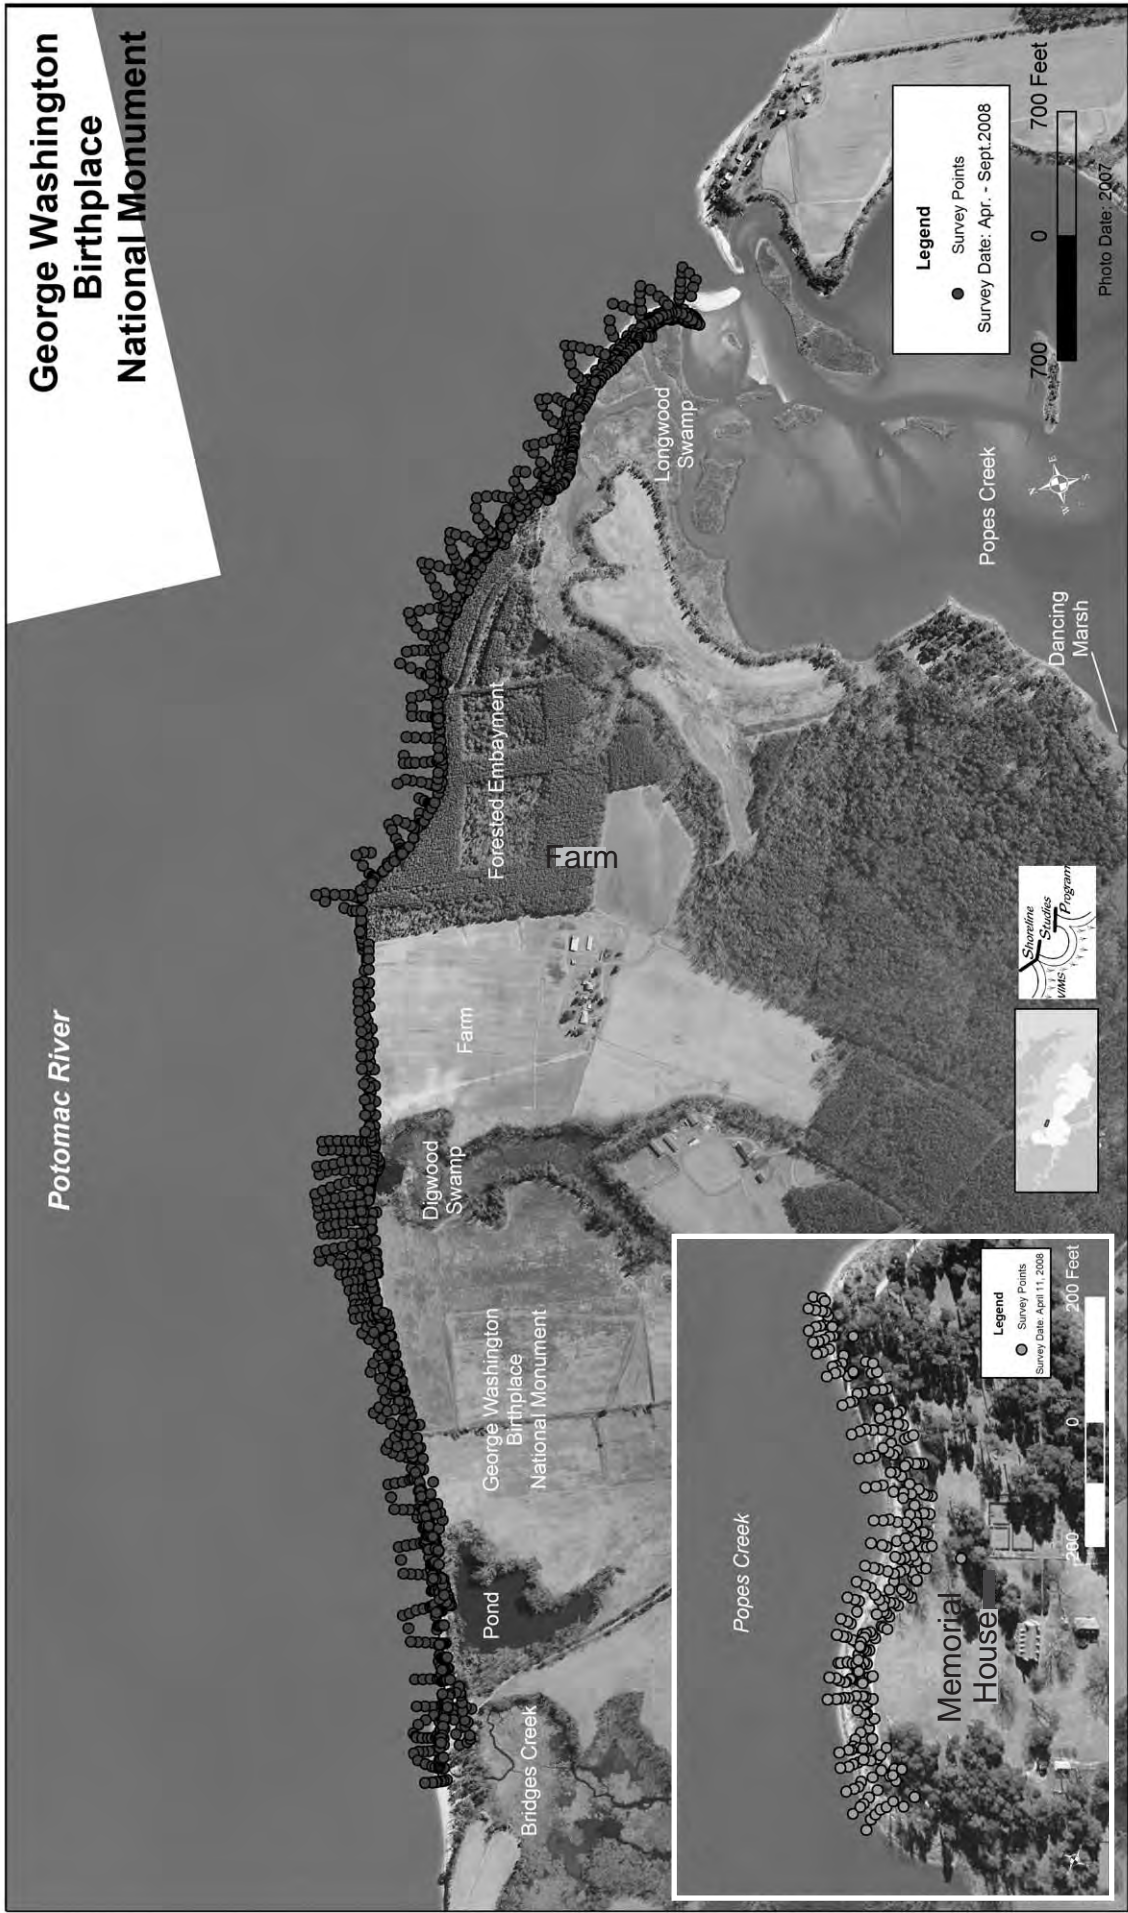 George Washington
Birthplace
National Monument
Potomac River
Bridges Creek
Pond
George Washington
Birthplace
National Monument
Digwood
Swamp
Farm
Farm
Forested Embayment
Longwood
Swamp
Popes Creek
Dancing
Marsh
N
E
S
W
Legend
Survey Points
Survey Date: Apr. - Sept.2008
700 0 700 Feet
Photo Date: 2007
Shoreline
Studies
Program
VIMS
Popes Creek
Memorial
House
Legend
Survey Points
Survey Date: April 11, 2008
200 0 200 Feet